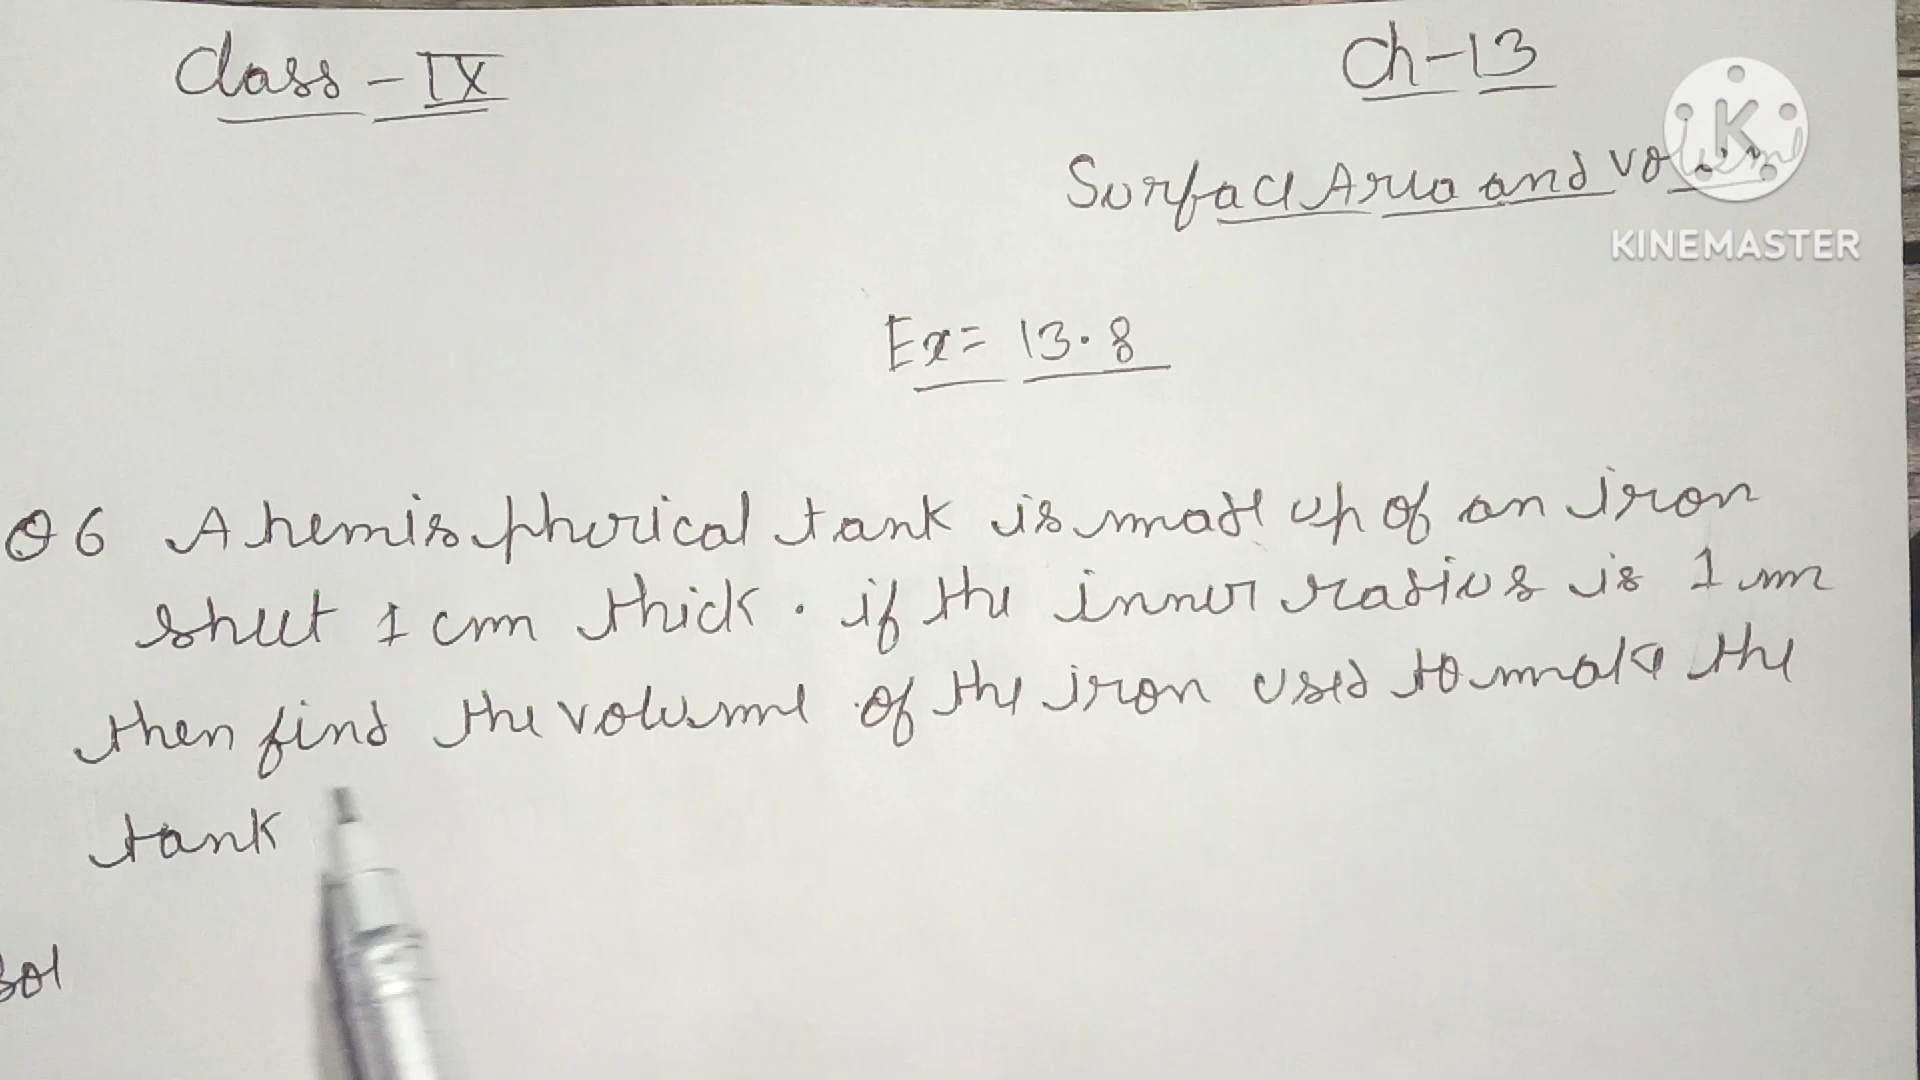 Class - IX
Ch-13
Surface Area and Volume
KINEMASTER
Ex = 13.8
Q6 A hemispherical tank is made up of an iron
sheet 1 cm thick . if the inner radius is 1 m
then find the volume of the iron used to make the
tank
Sol